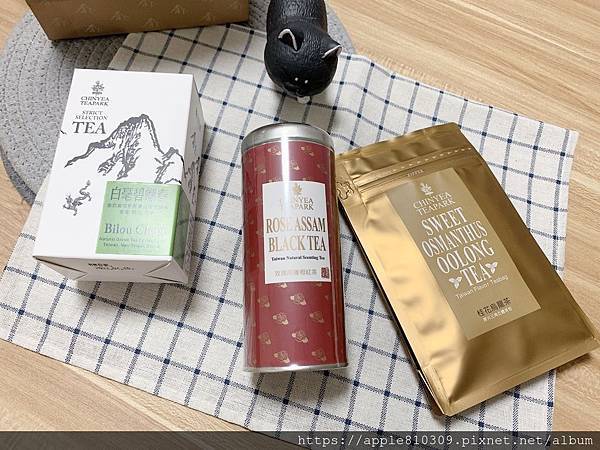 CHINYEA
TEAPARK
STRICT
SELECTION
TEA
白毫碧螺春
Bilou Chun
CHINYEA
TEAPARK
ROSE ASSAM
BLACK TEA
Taiwan Natural Scenting Tea
玫瑰阿薩姆紅茶
ZIPPER
CHINYEA
TEAPARK
SWEET
OSMANTHUS
OOLONG
TEA
Taiwan Flavor Teabag
桂花烏龍茶
https://apple810309.pixnet.net/album